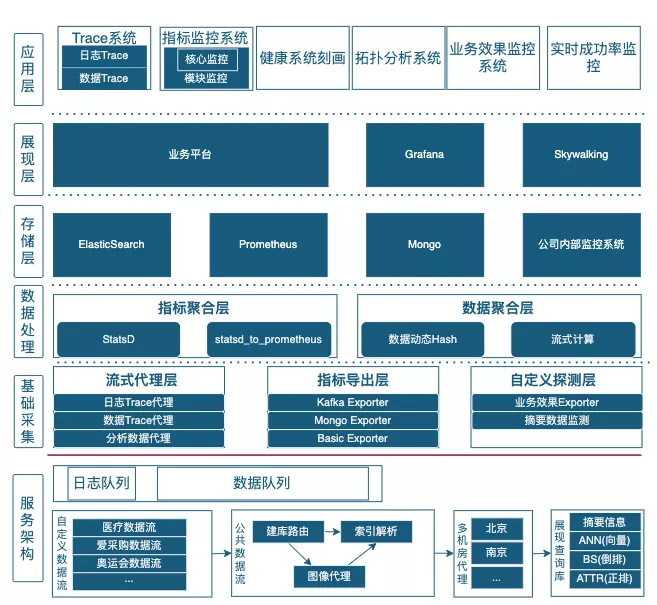 应用层
Trace系统
日志Trace
数据Trace
指标监控系统
核心监控
模块监控
健康系统刻画
拓扑分析系统
业务效果监控
系统
实时成功率监
控
展现层
业务平台
Grafana
Skywalking
存储层
ElasticSearch
Prometheus
Mongo
公司内部监控系统
数据处理
指标聚合层
StatsD
statsd_to_prometheus
数据聚合层
数据动态Hash
流式计算
基础采集
流式代理层
日志Trace代理
数据Trace代理
分析数据代理
指标导出层
Kafka Exporter
Mongo Exporter
Basic Exporter
自定义探测层
业务效果Exporter
摘要数据监测
服务架构
日志队列
数据队列
自定义数据流
医疗数据流
爱采购数据流
奥运会数据流
...
公共数据流
建库路由
索引解析
图像代理
多机房代理
北京
南京
...
展现查询库
摘要信息
ANN(向量)
BS(倒排)
ATTR(正排)